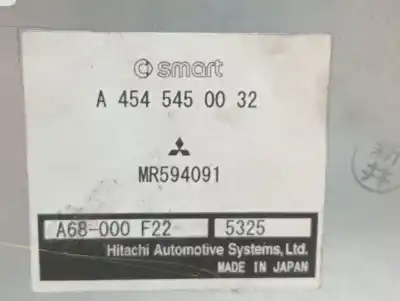 smart
A 454 545 00 32
MR594091
A68-000 F22 5325
Hitachi Automotive Systems, Ltd.
MADE IN JAPAN